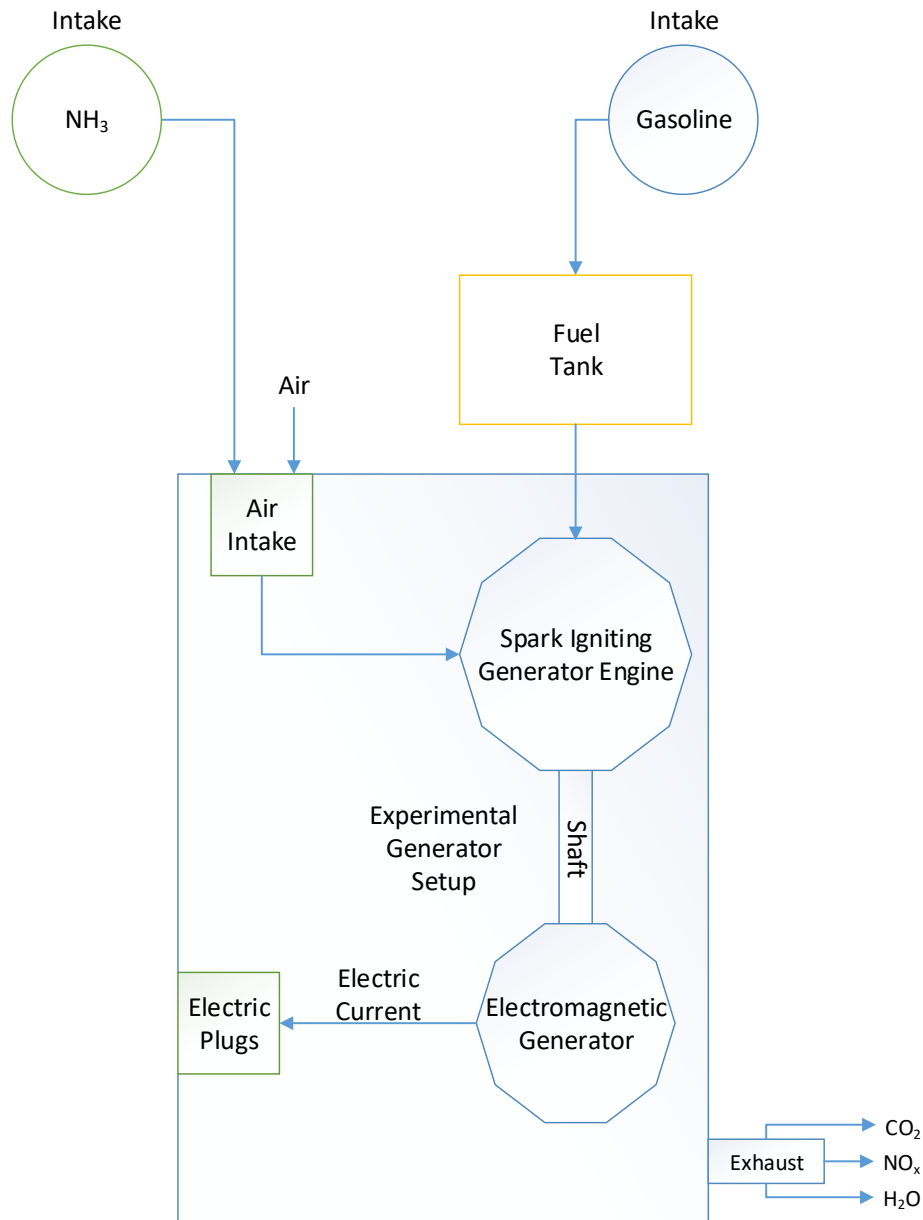 Intake
Intake
NH₃
Gasoline
Fuel
Tank
Air
Air
Intake
Spark Igniting
Generator Engine
Experimental
Generator
Setup
Shaft
Electric
Current
Electric
Plugs
Electromagnetic
Generator
Exhaust
CO₂
NOₓ
H₂O